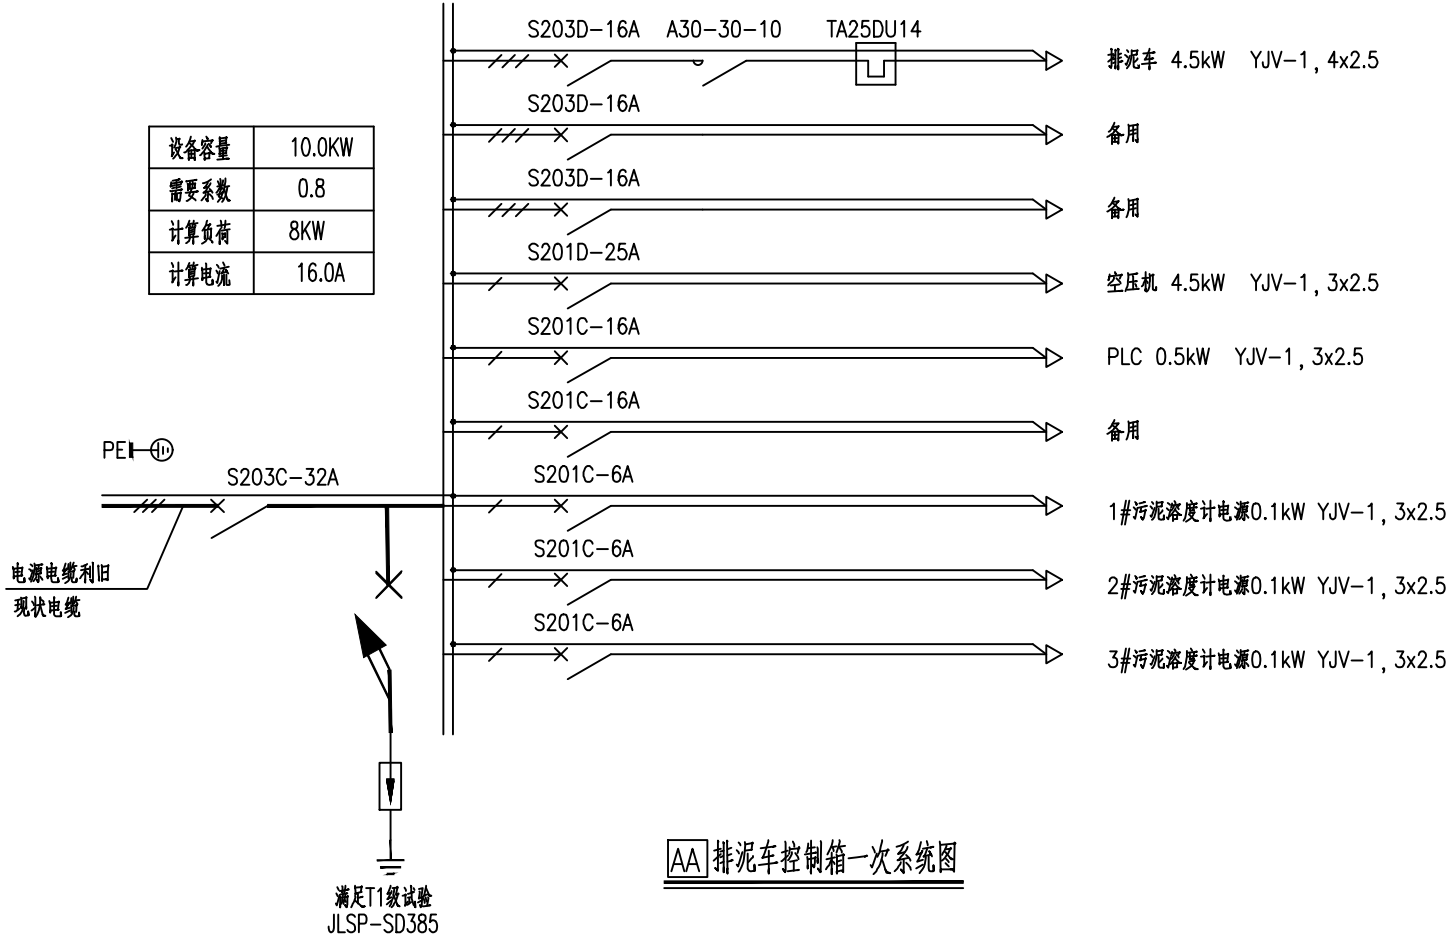 S203D-16A A30-30-10 TA25DU14
排泥车 4.5kW YJV-1, 4x2.5
S203D-16A
备用
S203D-16A
备用
S201D-25A
空压机 4.5kW YJV-1, 3x2.5
S201C-16A
PLC 0.5kW YJV-1, 3x2.5
S201C-16A
备用
S201C-6A
1#污泥溶度计电源0.1kW YJV-1, 3x2.5
S201C-6A
2#污泥溶度计电源0.1kW YJV-1, 3x2.5
S201C-6A
3#污泥溶度计电源0.1kW YJV-1, 3x2.5
设备容量 10.0KW
需要系数 0.8
计算负荷 8KW
计算电流 16.0A
PE
S203C-32A
电源电缆利旧
现状电缆
满足T1级试验
JLSP-SD385
AA 排泥车控制箱一次系统图